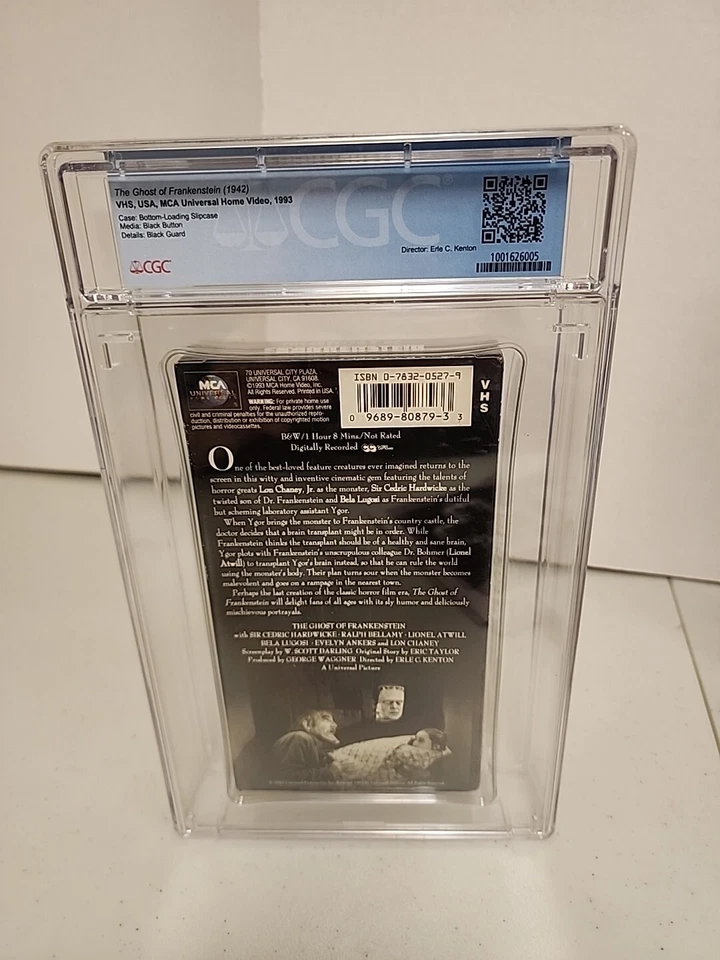 The Ghost of Frankenstein (1942)
VHS, USA, MCA Universal Home Video, 1993
Case: Bottom-Loading Slipcase
Media: Black Button
Details: Black Guard
CGC
Director: Erle C. Kenton
1001626005
CGC
MCA
UNIVERSAL
70 UNIVERSAL CITY PLAZA,
UNIVERSAL CITY, CA 91608.
©1993 MCA Home Video, Inc.
All Rights Reserved. Printed in USA.
WARNING: For private home use
only. Federal law provides severe
civil and criminal penalties for the unauthorized repro-
duction, distribution or exhibition of copyrighted motion
pictures and videocassettes.
ISBN 0-7832-0527-9
0 9689-80879-3 3
VHS
B&W/1 Hour 8 Mins./Not Rated
Digitally Recorded
One of the best-loved feature creatures ever imagined returns to the
screen in this witty and inventive cinematic gem featuring the talents of
horror greats Lon Chaney, Jr. as the monster, Sir Cedric Hardwicke as the
twisted son of Dr. Frankenstein and Bela Lugosi as Frankenstein's dutiful
but scheming laboratory assistant Ygor.
When Ygor brings the monster to Frankenstein's country castle, the
doctor decides that a brain transplant might be in order. While
Frankenstein thinks the transplant should be of a healthy and sane brain,
Ygor plots with Frankenstein's unscrupulous colleague Dr. Bohmer (Lionel
Atwill) to transplant Ygor's brain instead, so that he can rule the world
using the monster's body. Their plan turns sour when the monster becomes
malevolent and goes on a rampage in the nearest town.
Perhaps the last creation of the classic horror film era, The Ghost of
Frankenstein will delight fans of all ages with its sly humor and deliciously
mischievous portrayals.
THE GHOST OF FRANKENSTEIN
with SIR CEDRIC HARDWICKE · RALPH BELLAMY · LIONEL ATWILL
BELA LUGOSI · EVELYN ANKERS and LON CHANEY
Screenplay by W. SCOTT DARLING Original Story by ERIC TAYLOR
Produced by GEORGE WAGGNER Directed by ERLE C. KENTON
A Universal Picture